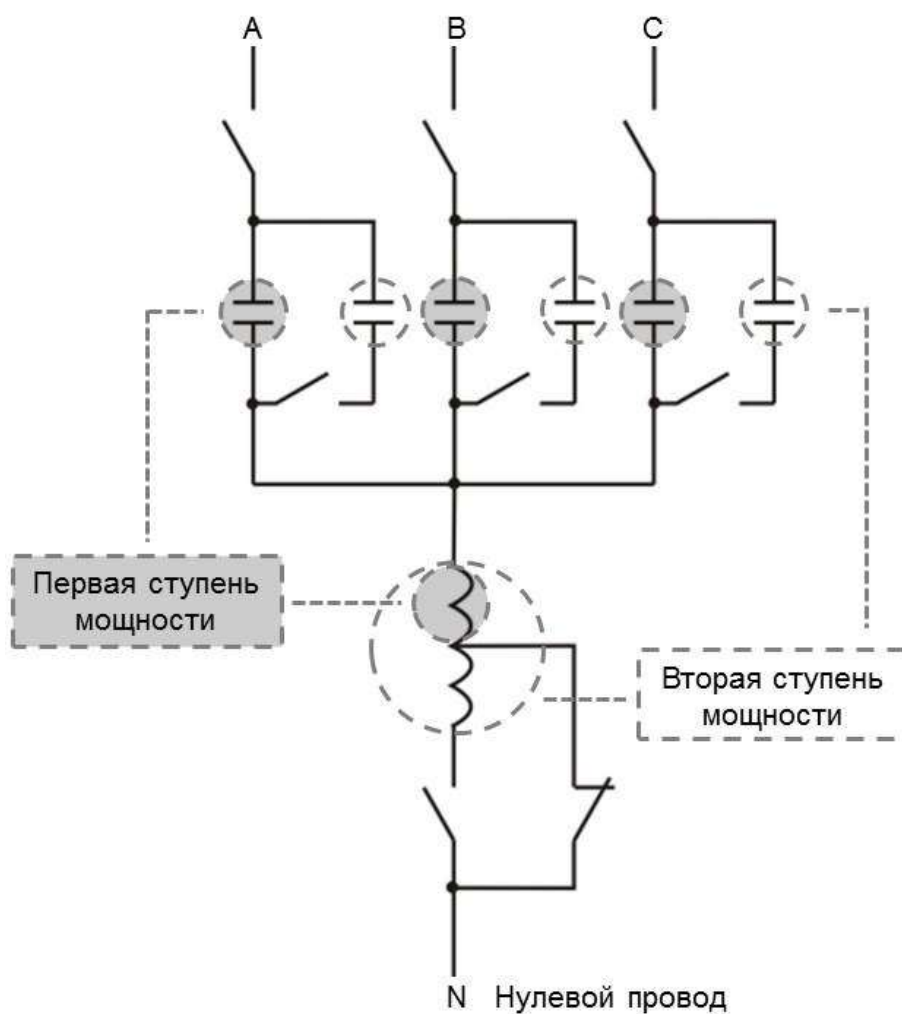 A B C
Первая ступень
мощности
Вторая ступень
мощности
N Нулевой провод